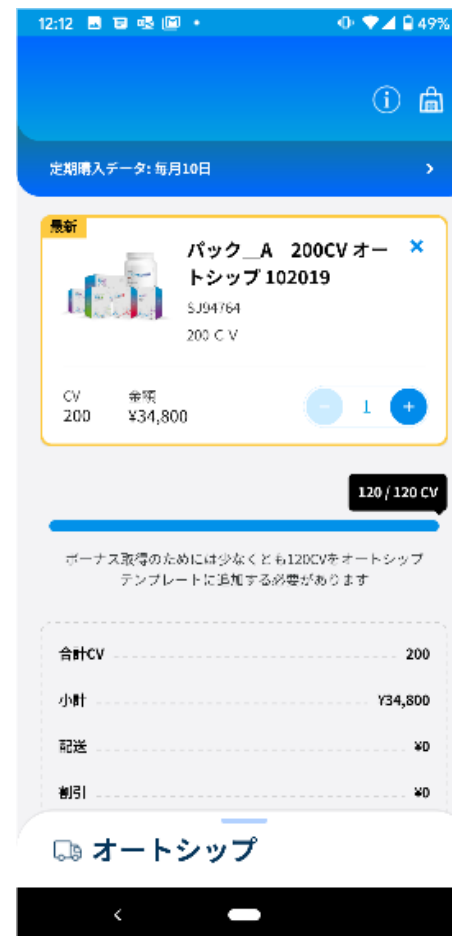 12:12
49%
定期購入データ: 毎月10日
最新
パック＿A　200CV オー
トシップ 102019
SJ94764
200 C V
CV
金額
200
¥34,800
1
120 / 120 CV
ボーナス取得のためには少なくとも120CVをオートシップ
テンプレートに追加する必要があります
合計CV
200
小計
¥34,800
配送
¥0
割引
¥0
オートシップ